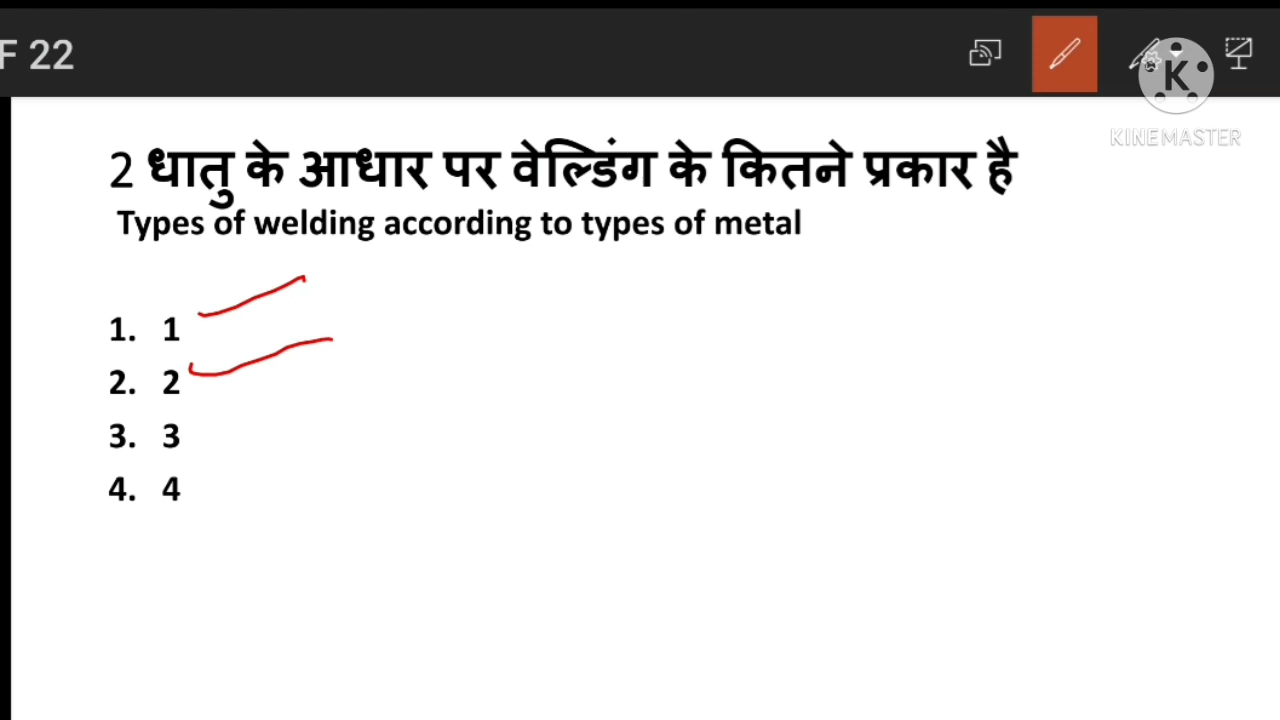 F 22
K
KINEMASTER
2 धातु के आधार पर वेल्डिंग के कितने प्रकार है
Types of welding according to types of metal
1. 1
2. 2
3. 3
4. 4